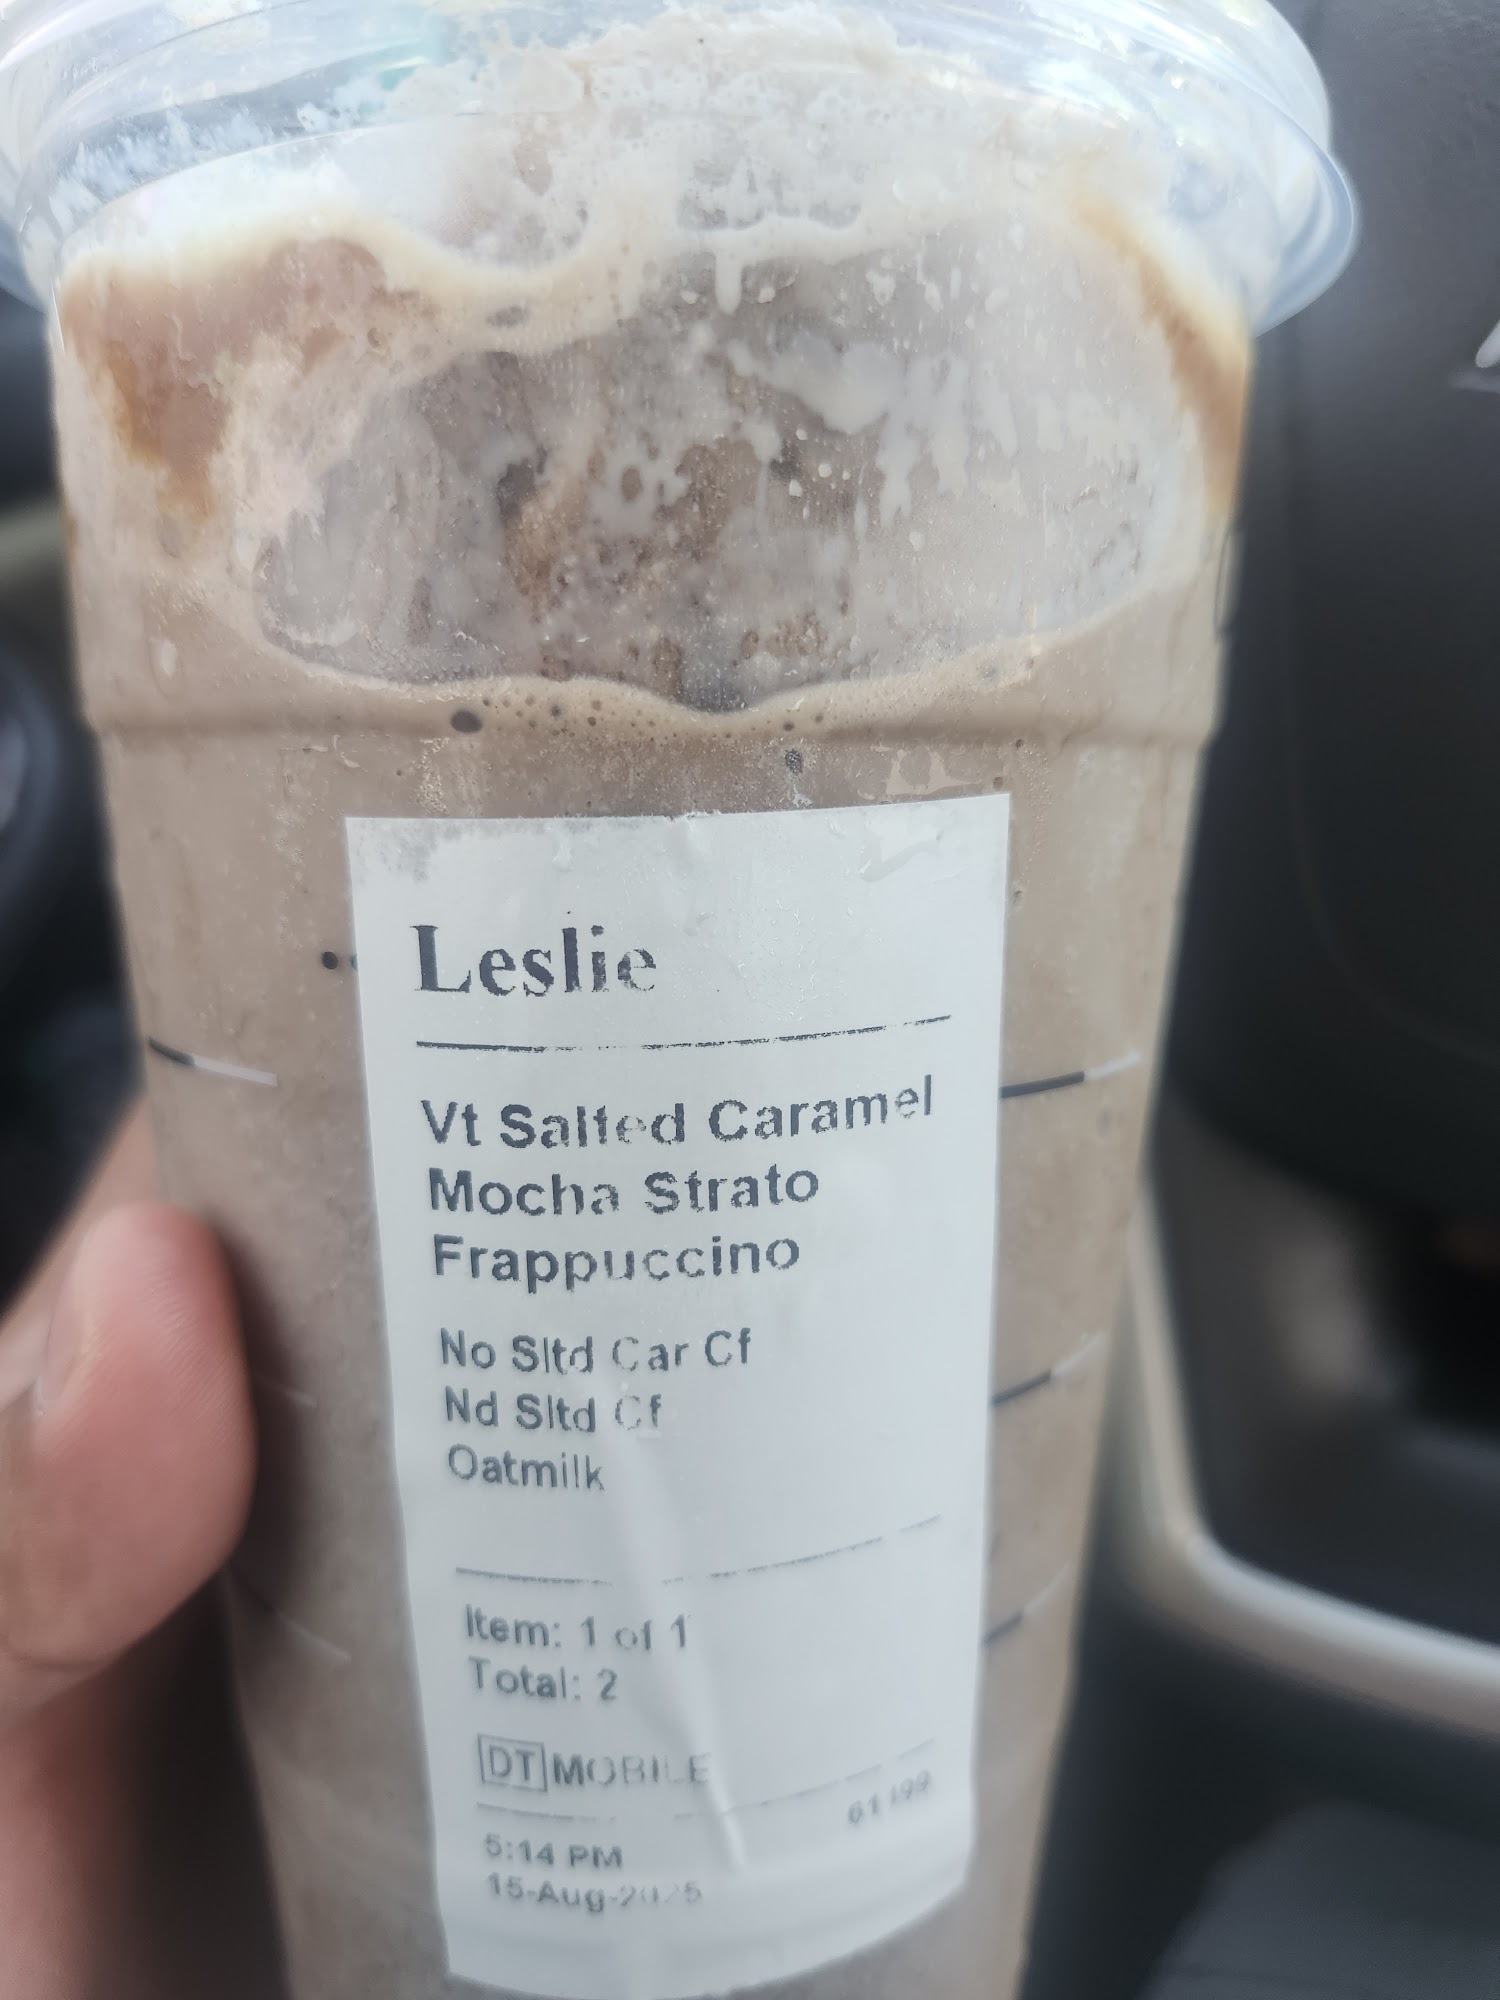 Leslie
Vt Salted Caramel
Mocha Strato
Frappuccino
No Sltd Car Cf
Nd Sltd Cf
Oatmilk
Item: 1 of 1
Total: 2
DT MOBILE
5:14 PM
15-Aug-2025